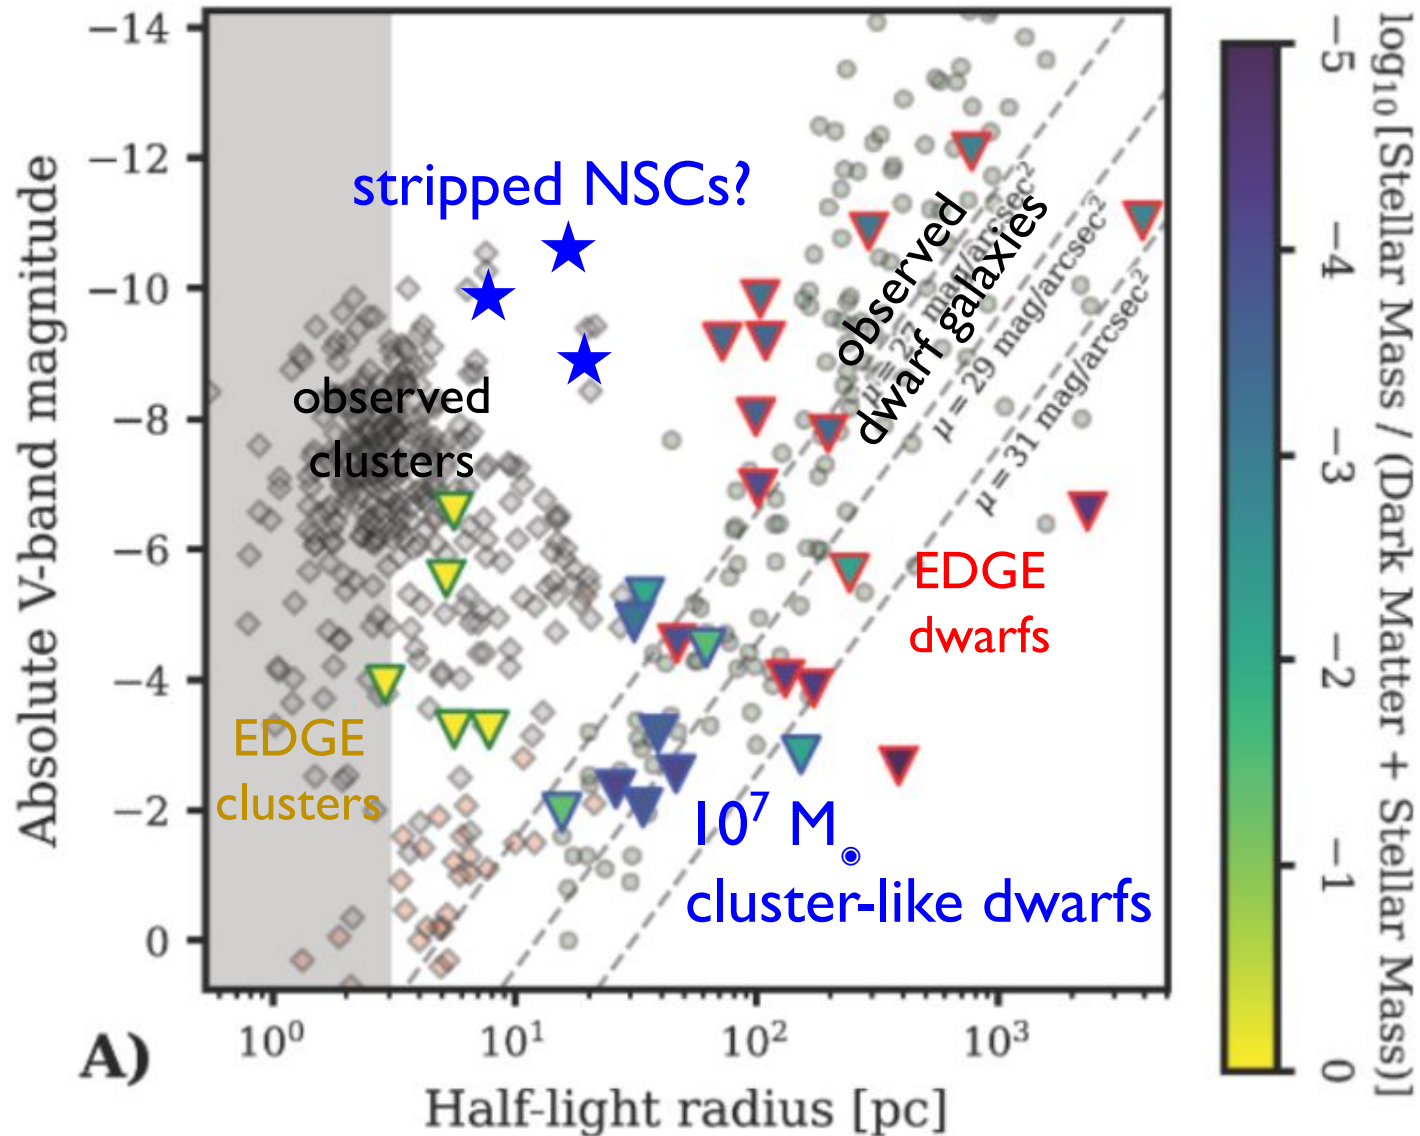 −14
−12
−10
−8
−6
−4
−2
0
Absolute V-band magnitude
stripped NSCs?
observed
clusters
EDGE
clusters
observed
dwarf galaxies
μ = 27 mag/arcsec²
μ = 29 mag/arcsec²
μ = 31 mag/arcsec²
EDGE
dwarfs
10⁷ M☉
cluster-like dwarfs
10⁰ 10¹ 10² 10³
A)
Half-light radius [pc]
−5
−4
−3
−2
−1
0
log₁₀[Stellar Mass / (Dark Matter + Stellar Mass)]